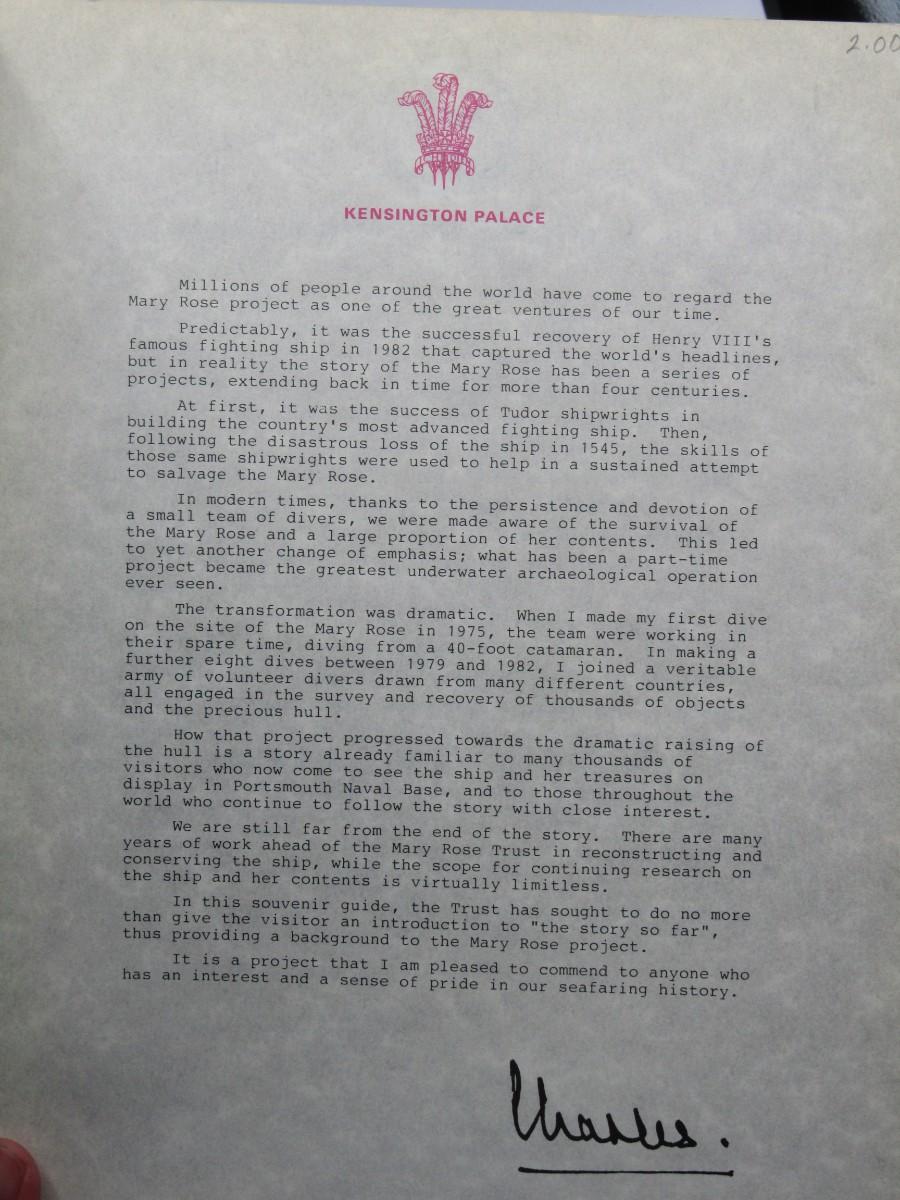 2.00
KENSINGTON PALACE
Millions of people around the world have come to regard the
Mary Rose project as one of the great ventures of our time.
Predictably, it was the successful recovery of Henry VIII's
famous fighting ship in 1982 that captured the world's headlines,
but in reality the story of the Mary Rose has been a series of
projects, extending back in time for more than four centuries.
At first, it was the success of Tudor shipwrights in
building the country's most advanced fighting ship. Then,
following the disastrous loss of the ship in 1545, the skills of
those same shipwrights were used to help in a sustained attempt
to salvage the Mary Rose.
In modern times, thanks to the persistence and devotion of
a small team of divers, we were made aware of the survival of
the Mary Rose and a large proportion of her contents. This led
to yet another change of emphasis; what has been a part-time
project became the greatest underwater archaeological operation
ever seen.
The transformation was dramatic. When I made my first dive
on the site of the Mary Rose in 1975, the team were working in
their spare time, diving from a 40-foot catamaran. In making a
further eight dives between 1979 and 1982, I joined a veritable
army of volunteer divers drawn from many different countries,
all engaged in the survey and recovery of thousands of objects
and the precious hull.
How that project progressed towards the dramatic raising of
the hull is a story already familiar to many thousands of
visitors who now come to see the ship and her treasures on
display in Portsmouth Naval Base, and to those throughout the
world who continue to follow the story with close interest.
We are still far from the end of the story. There are many
years of work ahead of the Mary Rose Trust in reconstructing and
conserving the ship, while the scope for continuing research on
the ship and her contents is virtually limitless.
In this souvenir guide, the Trust has sought to do no more
than give the visitor an introduction to "the story so far",
thus providing a background to the Mary Rose project.
It is a project that I am pleased to commend to anyone who
has an interest and a sense of pride in our seafaring history.
Charles.